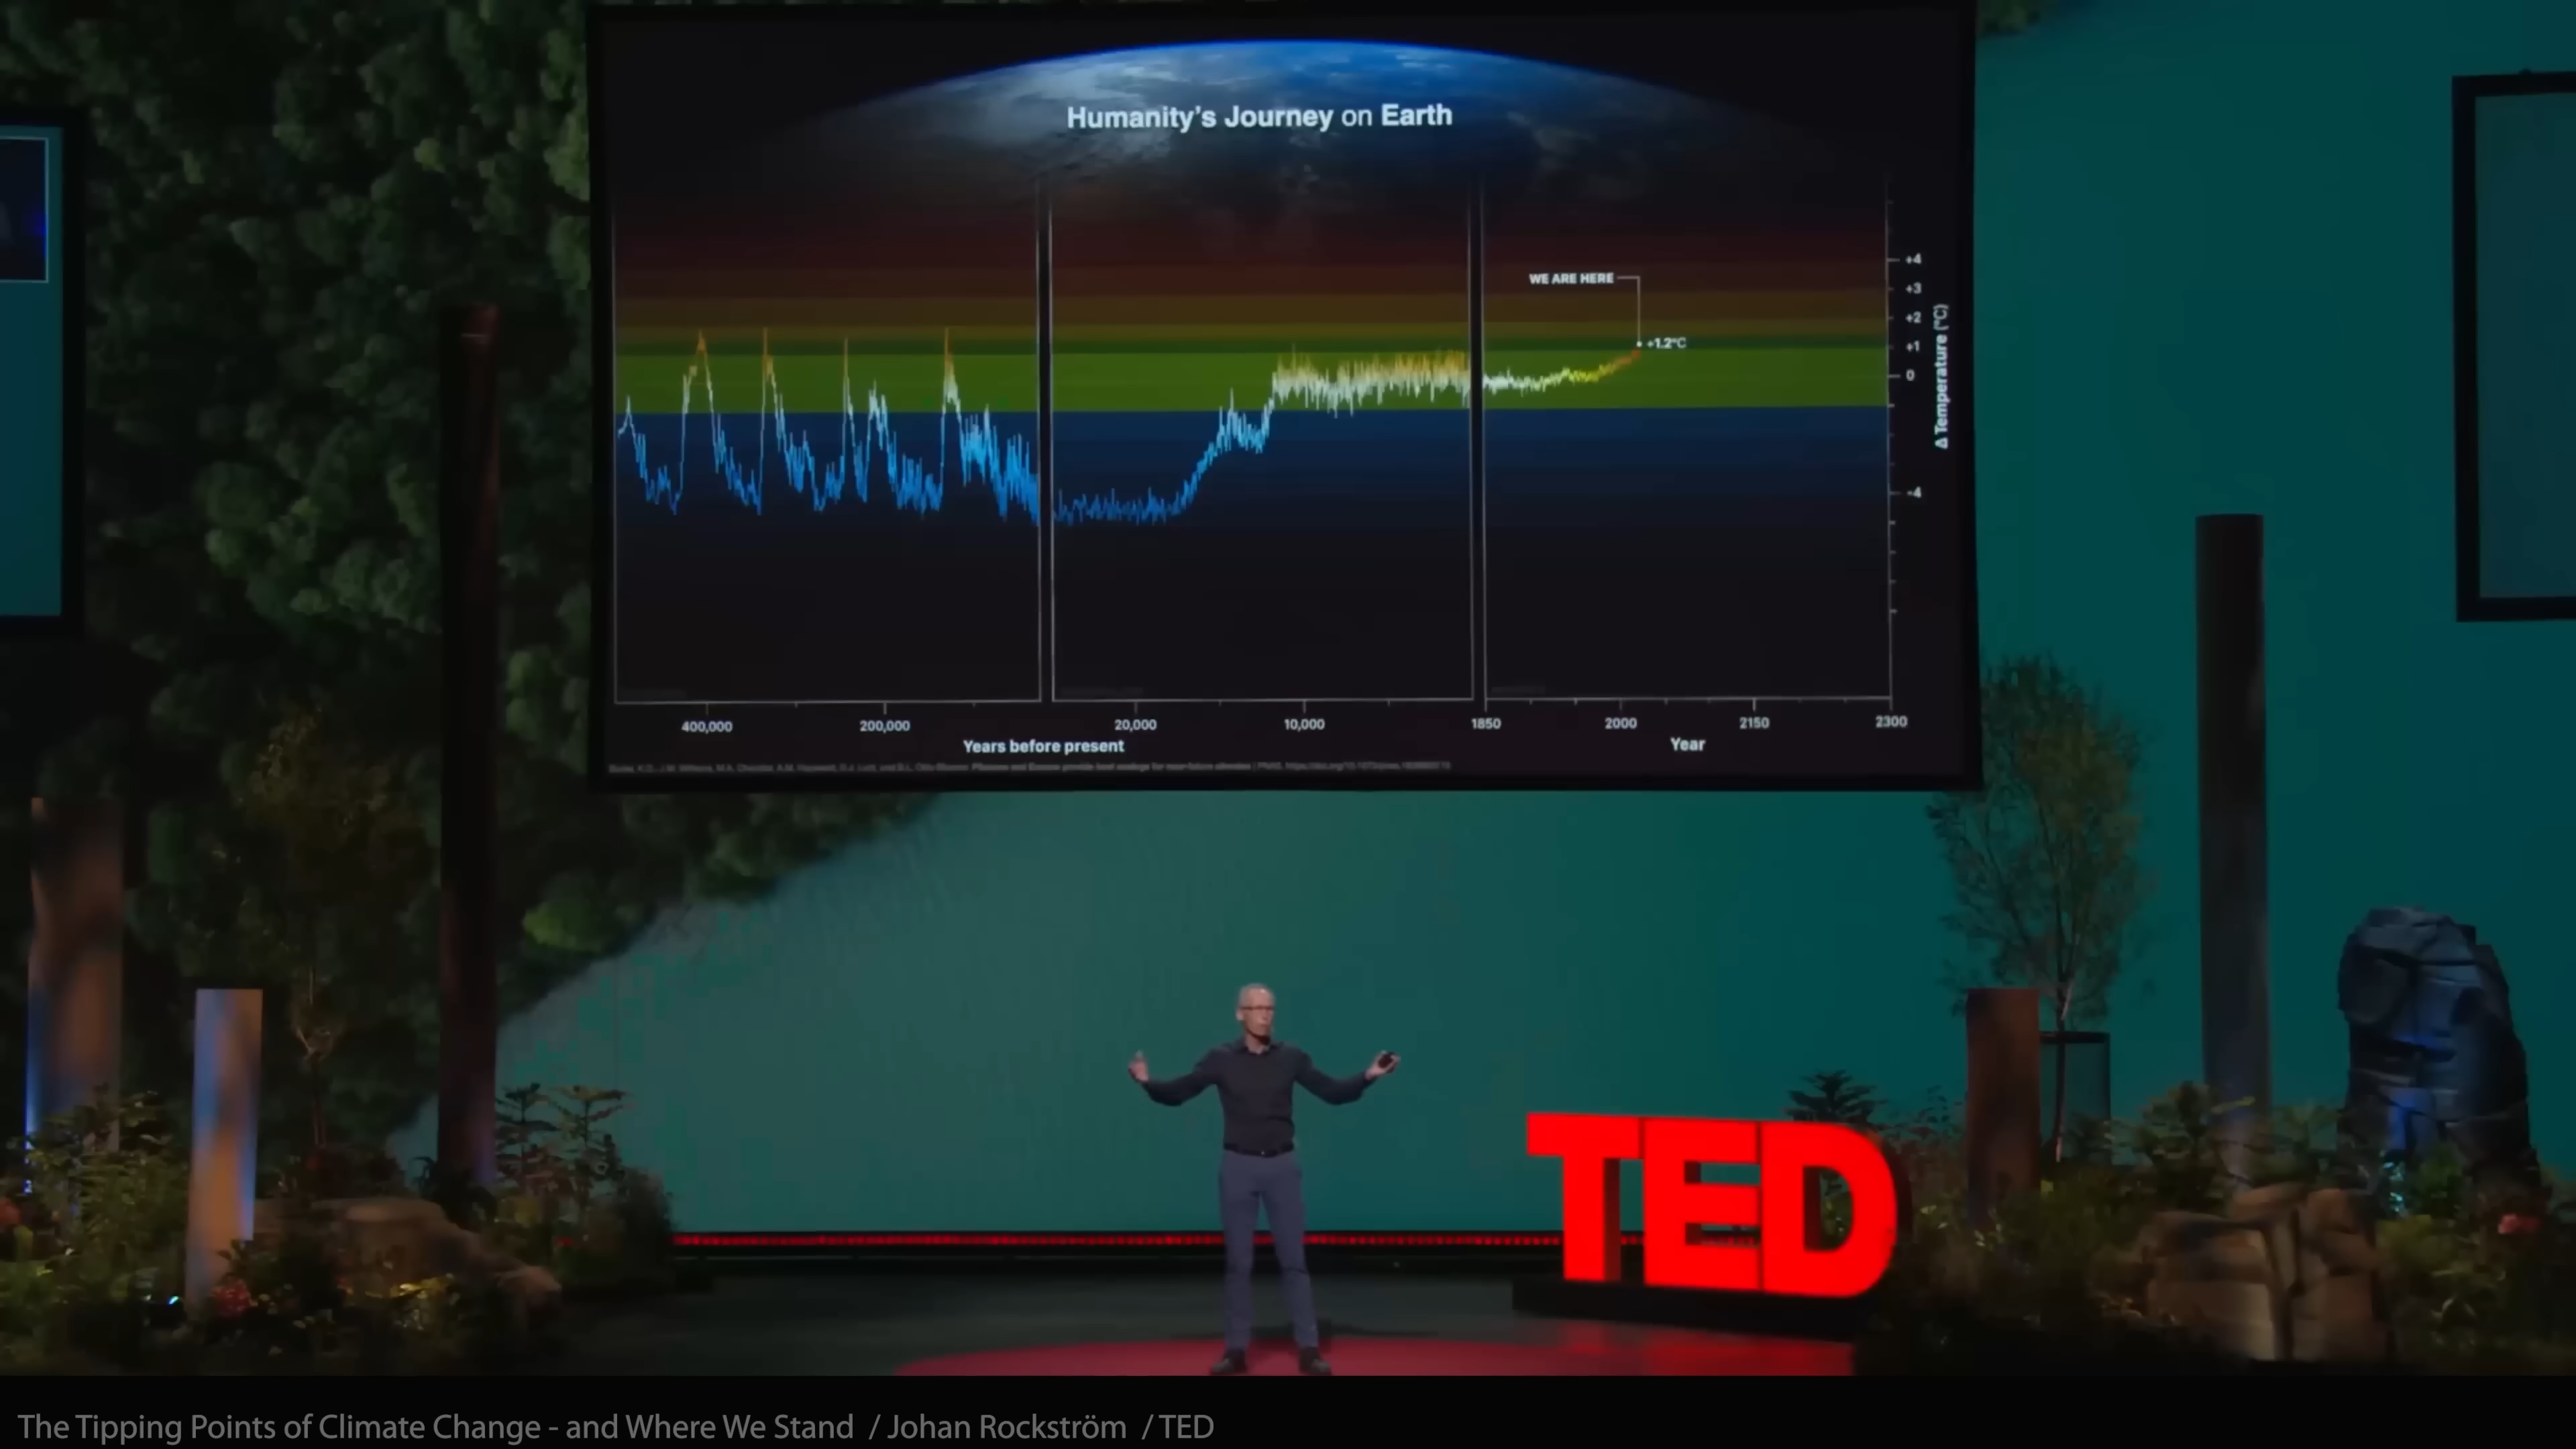 Humanity's Journey on Earth
WE ARE HERE
+1.2°C
+4
+3
+2
+1
0
-4
Δ Temperature (°C)
400,000 200,000 20,000 10,000 1850 2000 2150 2300
Years before present Year
TED
The Tipping Points of Climate Change - and Where We Stand / Johan Rockström / TED